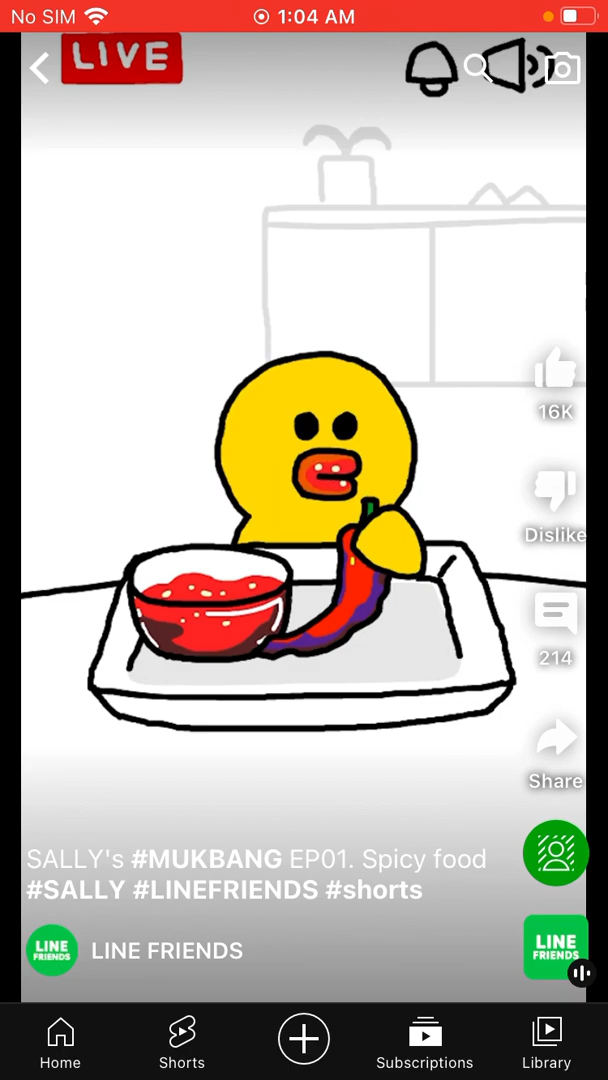 No SIM 1:04 AM
LIVE
16K
Dislike
214
Share
SALLY's #MUKBANG EP01. Spicy food
#SALLY #LINEFRIENDS #shorts
LINE
FRIENDS
LINE FRIENDS
LINE
FRIENDS
Home
Shorts
Subscriptions
Library